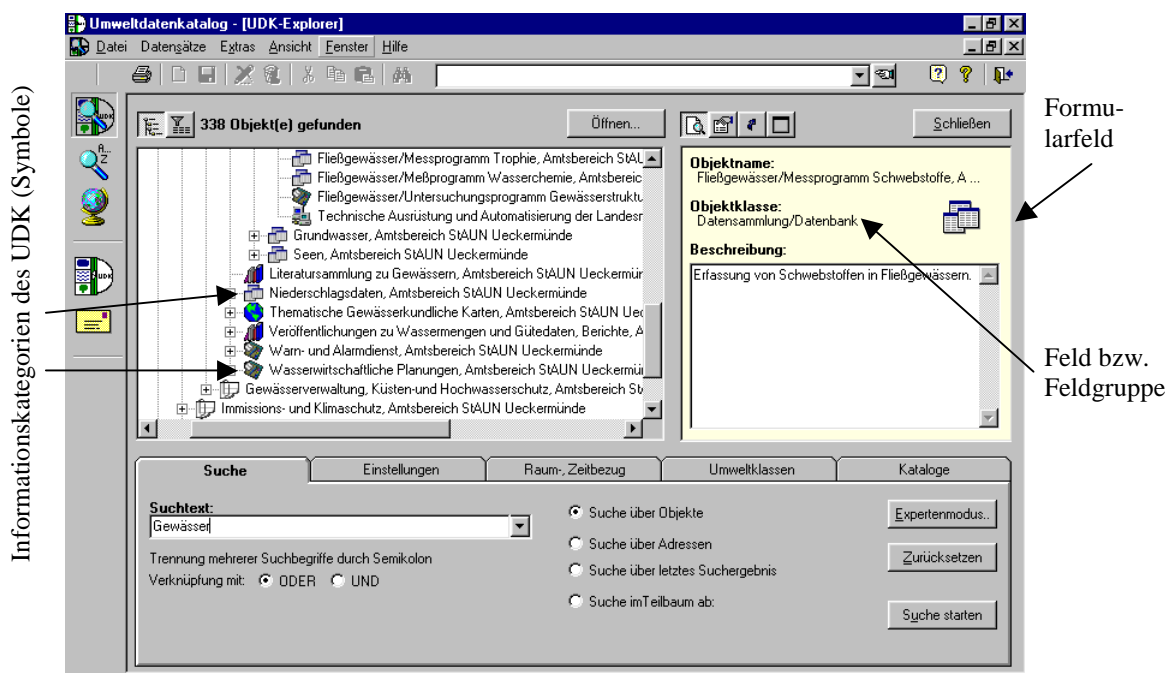 Umweltdatenkatalog - [UDK-Explorer]
Datei Datensätze Extras Ansicht Fenster Hilfe
338 Objekt(e) gefunden
Öffnen...
Schließen
Fließgewässer/Messprogramm Trophie, Amtsbereich StAU
Fließgewässer/Meßprogramm Wasserchemie, Amtsbereic
Fließgewässer/Untersuchungsprogramm Gewässerstruktu
Technische Ausrüstung und Automatisierung der Landesr
Grundwasser, Amtsbereich StAUN Ueckermünde
Seen, Amtsbereich StAUN Ueckermünde
Literatursammlung zu Gewässern, Amtsbereich StAUN Ueckermür
Niederschlagsdaten, Amtsbereich StAUN Ueckermünde
Thematische Gewässerkundliche Karten, Amtsbereich StAUN Uec
Veröffentlichungen zu Wassermengen und Gütedaten, Berichte, A
Warn- und Alarmdienst, Amtsbereich StAUN Ueckermünde
Wasserwirtschaftliche Planungen, Amtsbereich StAUN Ueckermü
Gewässerverwaltung, Küsten-und Hochwasserschutz, Amtsbereich St
Immissions- und Klimaschutz, Amtsbereich StAUN Ueckermünde
Objektname:
Fließgewässer/Messprogramm Schwebstoffe, A ...
Objektklasse:
Datensammlung/Datenbank
Beschreibung:
Erfassung von Schwebstoffen in Fließgewässern.
Suche
Einstellungen
Raum-, Zeitbezug
Umweltklassen
Kataloge
Suchtext:
Gewässer
Trennung mehrerer Suchbegriffe durch Semikolon
Verknüpfung mit: ODER UND
Suche über Objekte
Suche über Adressen
Suche über letztes Suchergebnis
Suche imTeilbaum ab:
Expertenmodus..
Zurücksetzen
Suche starten
Informationskategorien des UDK (Symbole)
Formu-
larfeld
Feld bzw.
Feldgruppe
A...
Z
UDK
UDK